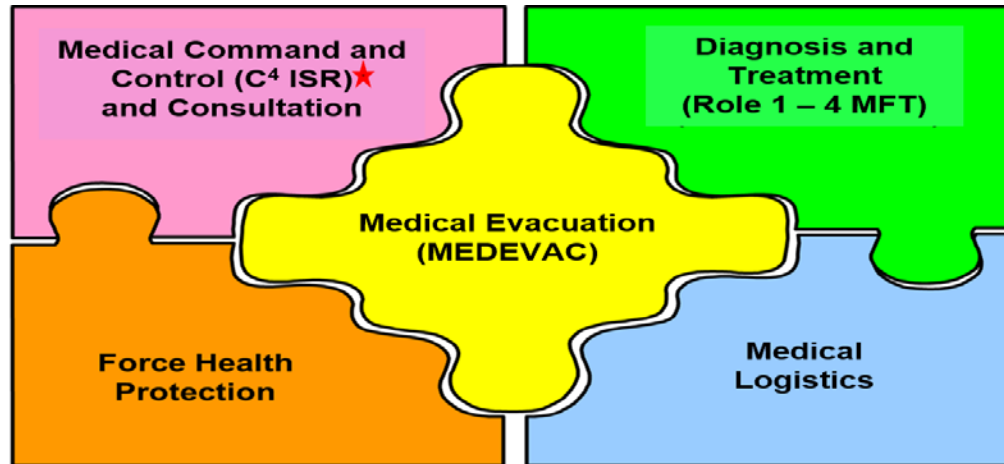 Medical Command and
Control (C⁴ ISR)
and Consultation
Diagnosis and
Treatment
(Role 1 – 4 MFT)
Medical Evacuation
(MEDEVAC)
Force Health
Protection
Medical
Logistics